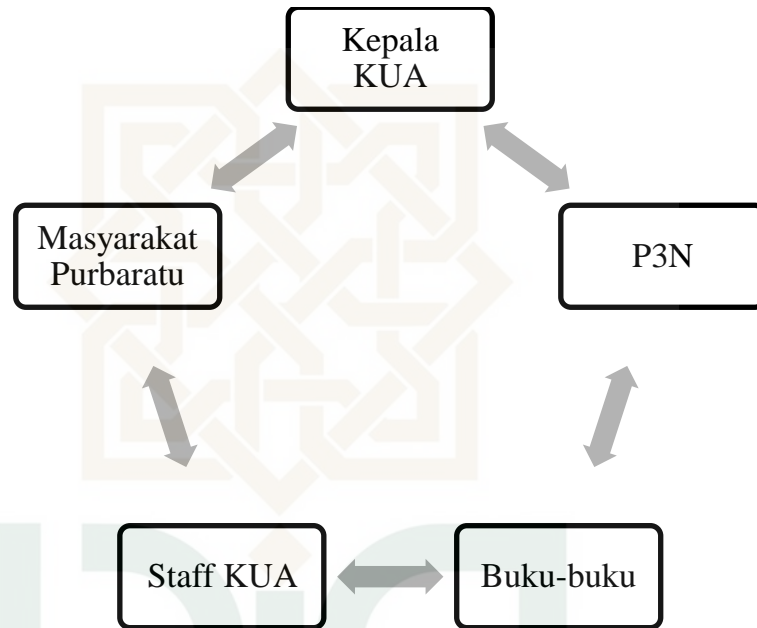 Kepala
KUA
Masyarakat
Purbaratu
P3N
Staff KUA
Buku-buku